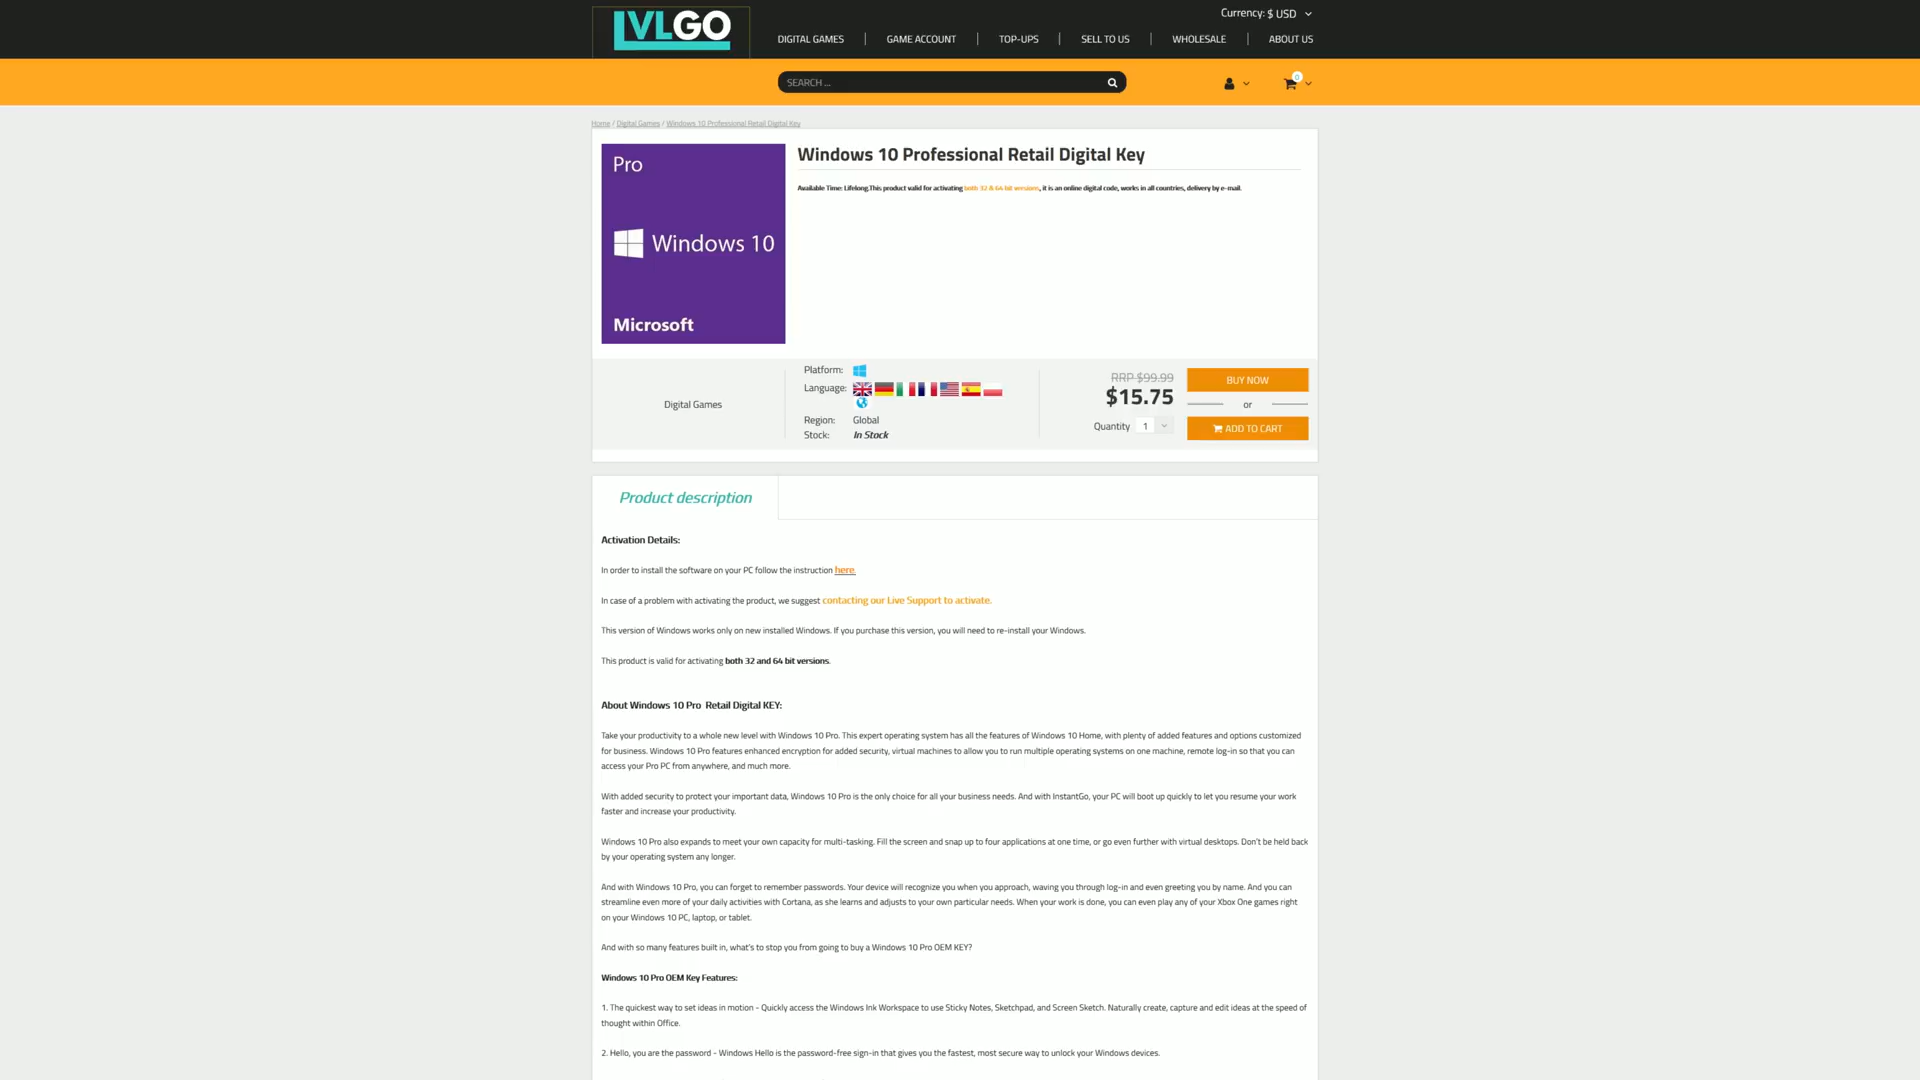 LVLGO
Currency: $ USD
DIGITAL GAMES
GAME ACCOUNT
TOP-UPS
SELL TO US
WHOLESALE
ABOUT US
SEARCH ...
0
Home / Digital Games / Windows 10 Professional Retail Digital Key
Pro
Windows 10
Microsoft
Windows 10 Professional Retail Digital Key
Available Time: Lifelong.This product valid for activating both 32 & 64 bit versions, it is an online digital code, works in all countries, delivery by e-mail.
Digital Games
Platform:
Language:
Region: Global
Stock: In Stock
RRP $99.99
$15.75
Quantity 1
BUY NOW
or
ADD TO CART
Product description
Activation Details:
In order to install the software on your PC follow the instruction here.
In case of a problem with activating the product, we suggest contacting our Live Support to activate.
This version of Windows works only on new installed Windows. If you purchase this version, you will need to re-install your Windows.
This product is valid for activating both 32 and 64 bit versions.
About Windows 10 Pro Retail Digital KEY:
Take your productivity to a whole new level with Windows 10 Pro. This expert operating system has all the features of Windows 10 Home, with plenty of added features and options customized
for business. Windows 10 Pro features enhanced encryption for added security, virtual machines to allow you to run multiple operating systems on one machine, remote log-in so that you can
access your Pro PC from anywhere, and much more.
With added security to protect your important data, Windows 10 Pro is the only choice for all your business needs. And with InstantGo, your PC will boot up quickly to let you resume your work
faster and increase your productivity.
Windows 10 Pro also expands to meet your own capacity for multi-tasking. Fill the screen and snap up to four applications at one time, or go even further with virtual desktops. Don't be held back
by your operating system any longer.
And with Windows 10 Pro, you can forget to remember passwords. Your device will recognize you when you approach, waving you through log-in and even greeting you by name. And you can
streamline even more of your daily activities with Cortana, as she learns and adjusts to your own particular needs. When your work is done, you can even play any of your Xbox One games right
on your Windows 10 PC, laptop, or tablet.
And with so many features built in, what's to stop you from going to buy a Windows 10 Pro OEM KEY?
Windows 10 Pro OEM Key Features:
1. The quickest way to set ideas in motion - Quickly access the Windows Ink Workspace to use Sticky Notes, Sketchpad, and Screen Sketch. Naturally create, capture and edit ideas at the speed of
thought within Office.
2. Hello, you are the password - Windows Hello is the password-free sign-in that gives you the fastest, most secure way to unlock your Windows devices.